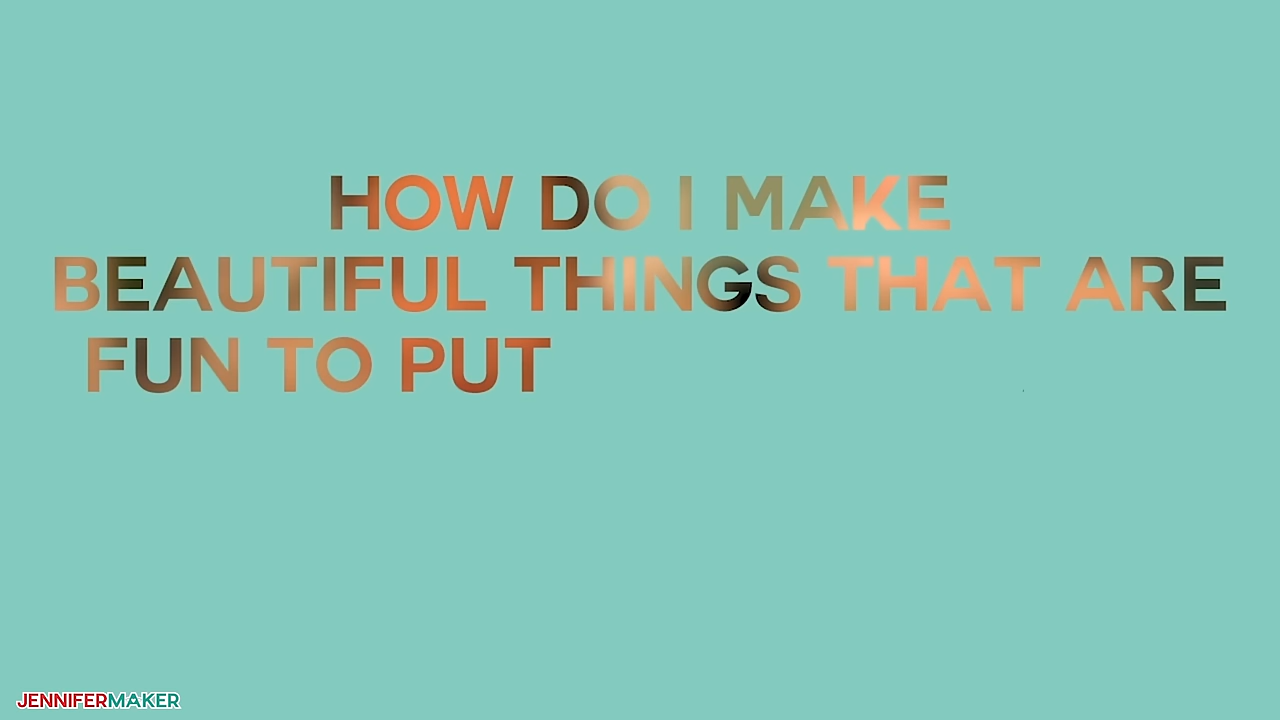 HOW DO I MAKE
BEAUTIFUL THINGS THAT ARE
FUN TO PUT
JENNIFERMAKER